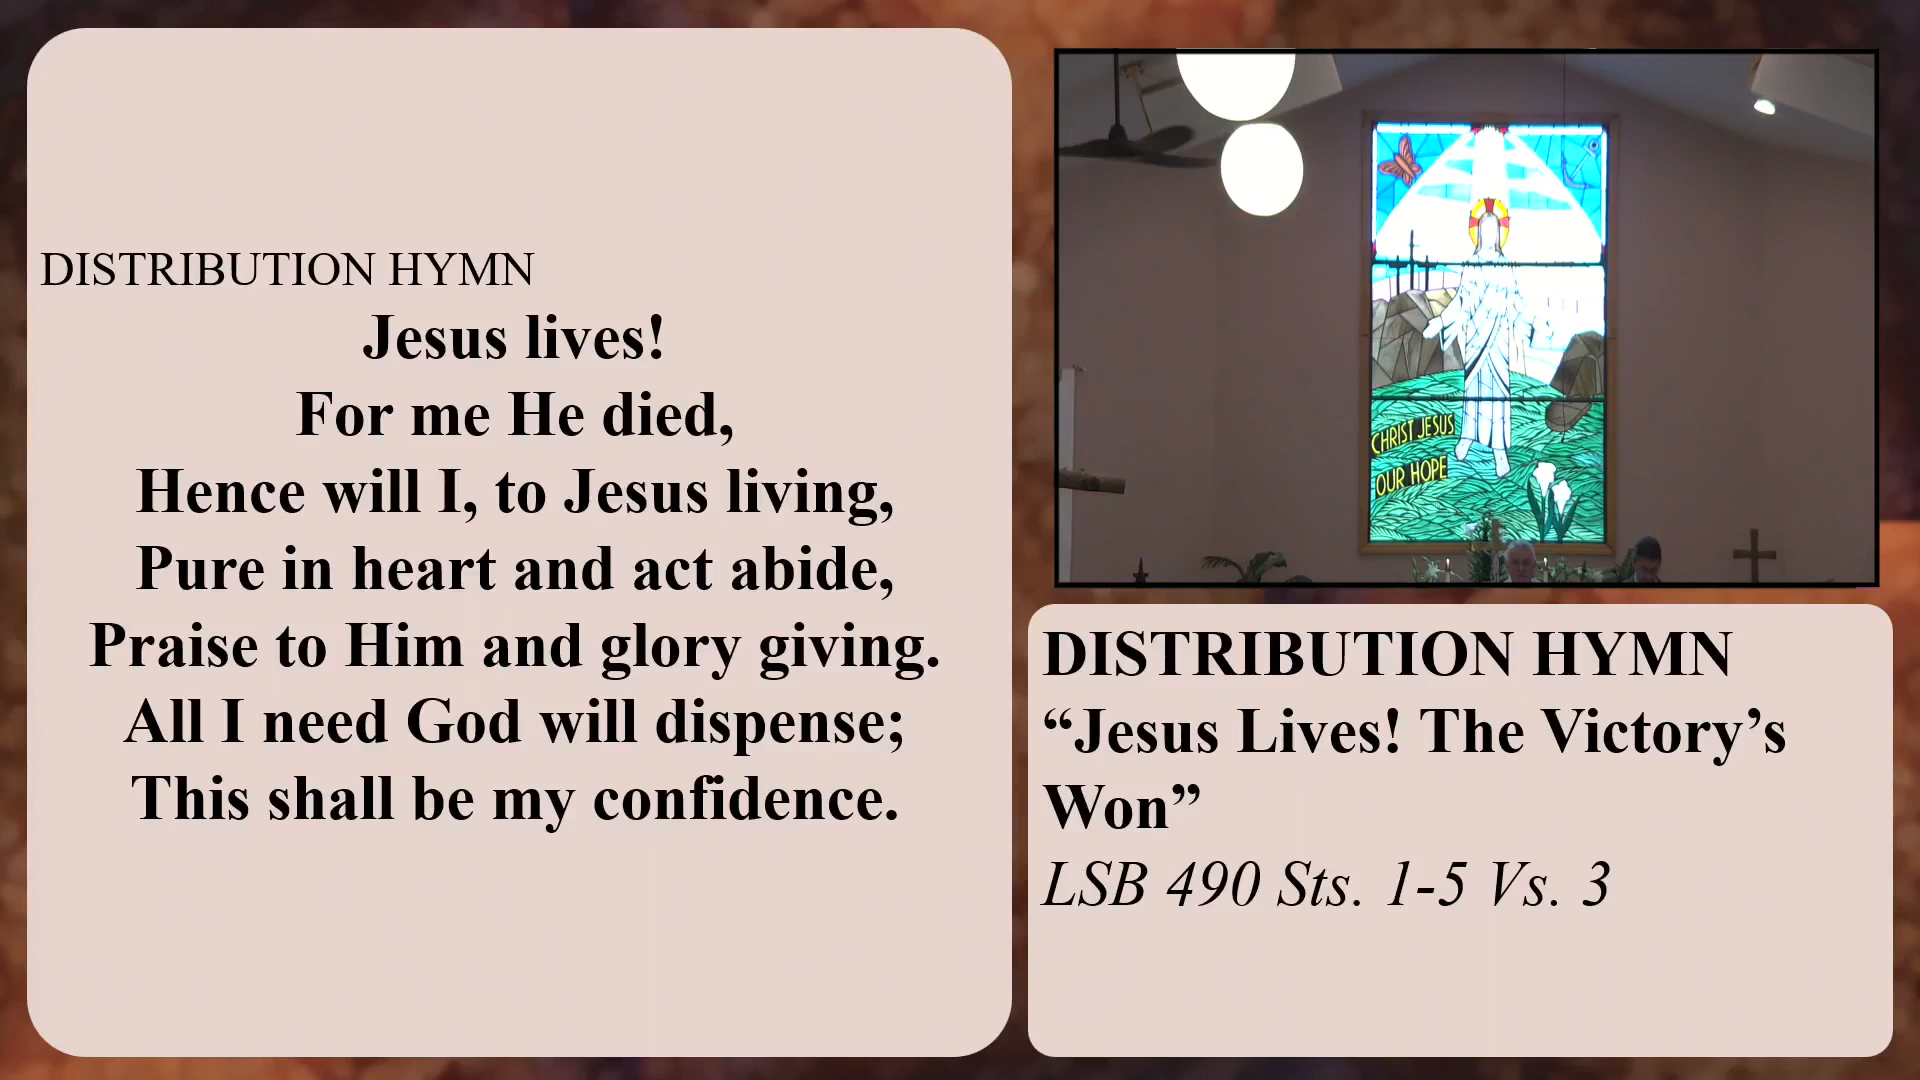 DISTRIBUTION HYMN
Jesus lives!
For me He died,
Hence will I, to Jesus living,
Pure in heart and act abide,
Praise to Him and glory giving.
All I need God will dispense;
This shall be my confidence.
CHRIST JESUS
OUR HOPE
DISTRIBUTION HYMN
“Jesus Lives! The Victory’s
Won”
LSB 490 Sts. 1-5 Vs. 3